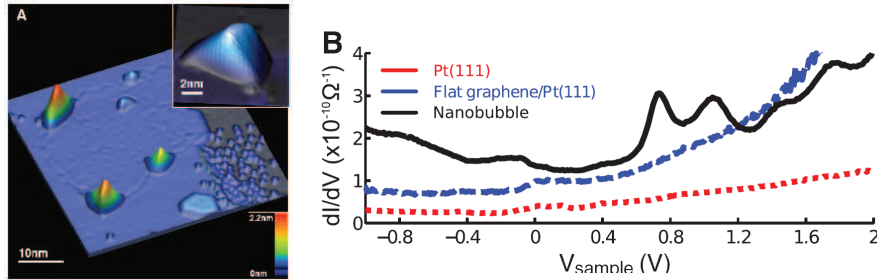 A
2nm
2.2nm
0nm
10nm
B
dI/dV (x10⁻¹⁰Ω⁻¹)
4
3
2
1
0
Pt(111)
Flat graphene/Pt(111)
Nanobubble
−0.8 −0.4 0 0.4 0.8 1.2 1.6 2
V_sample (V)